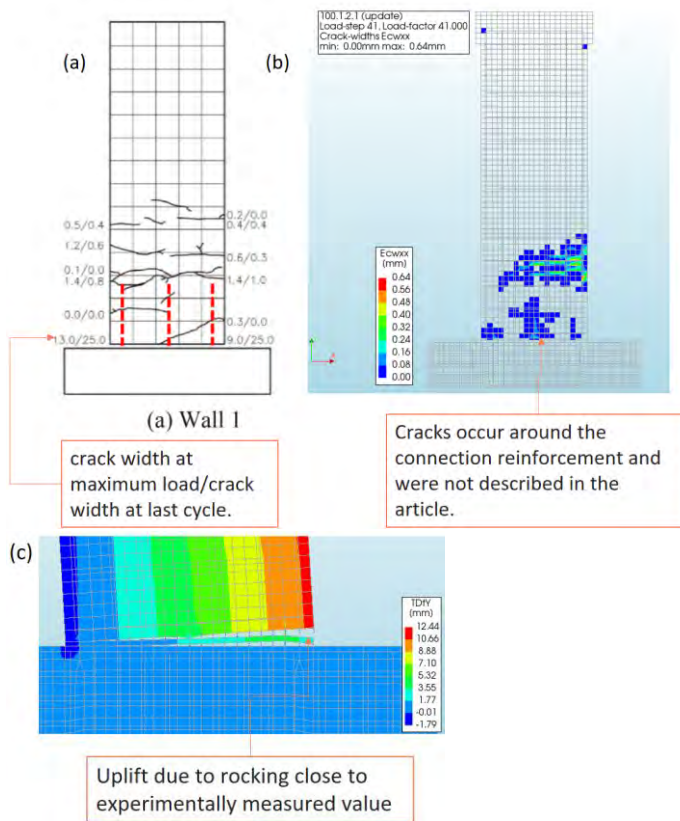 (a)
0.5/0.4
0.2/0.0
0.4/0.4
1.2/0.6
0.6/0.3
0.1/0.0
1.4/0.8
1.4/1.0
0.0/0.0
0.3/0.0
13.0/25.0
9.0/25.0
(a) Wall 1
crack width at
maximum load/crack
width at last cycle.
(b)
100.1.2.1 (update)
Load-step 41, Load-factor 41.000
Crack-widths Ecwxx
min: 0.00mm max: 0.64mm
Ecwxx
(mm)
0.64
0.56
0.48
0.40
0.32
0.24
0.16
0.08
0.00
Cracks occur around the
connection reinforcement and
were not described in the
article.
(c)
TDtY
(mm)
12.44
10.66
8.88
7.10
5.32
3.55
1.77
-0.01
-1.79
Uplift due to rocking close to
experimentally measured value